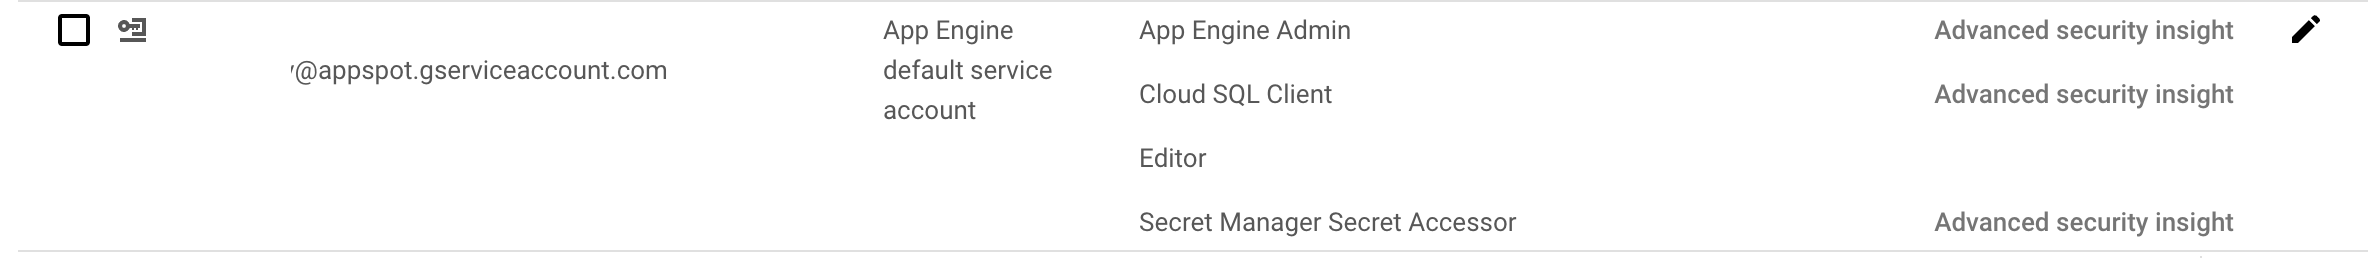 @appspot.gserviceaccount.com
App Engine
default service
account
App Engine Admin
Advanced security insight
Cloud SQL Client
Advanced security insight
Editor
Secret Manager Secret Accessor
Advanced security insight